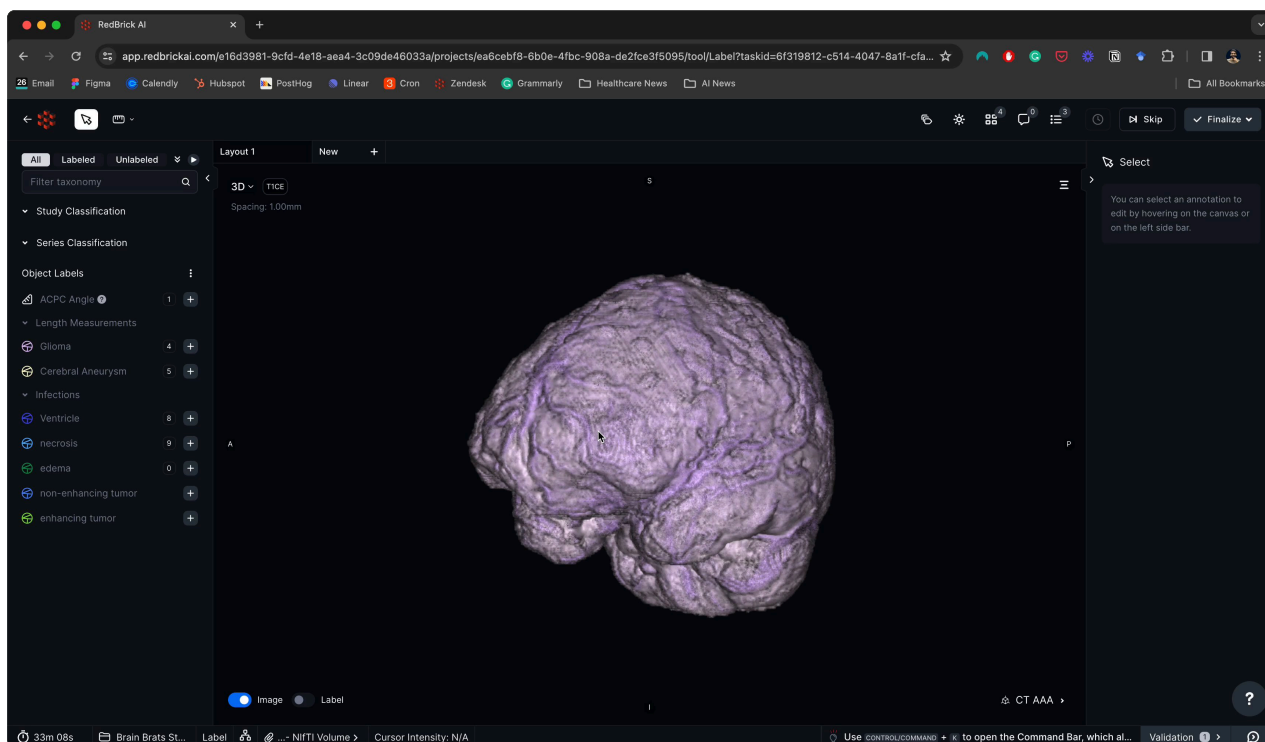 RedBrick AI
app.redbrickai.com/e16d3981-9cfd-4e18-aea4-3c09de46033a/projects/ea6cebf8-6b0e-4fbc-908a-de2fce3f5095/tool/Label?taskid=6f319812-c514-4047-8a1f-cfa...
26 Email Figma Calendly Hubspot PostHog Linear 3 Cron Zendesk Grammarly Healthcare News AI News All Bookmarks
4 0 3 Skip Finalize
All Labeled Unlabeled
Layout 1 New +
Select
Filter taxonomy
3D T1CE
S
Spacing: 1.00mm
You can select an annotation to
edit by hovering on the canvas or
on the left side bar.
Study Classification
Series Classification
Object Labels
ACPC Angle ? 1 +
Length Measurements
Glioma 4 +
Cerebral Aneurysm 5 +
Infections
Ventricle 8 +
necrosis 9 +
A
P
edema 0 +
non-enhancing tumor +
enhancing tumor +
Image Label
I
CT AAA
?
33m 08s Brain Brats St... Label ...- NIfTI Volume Cursor Intensity: N/A Use CONTROL/COMMAND + K to open the Command Bar, which al... Validation 1